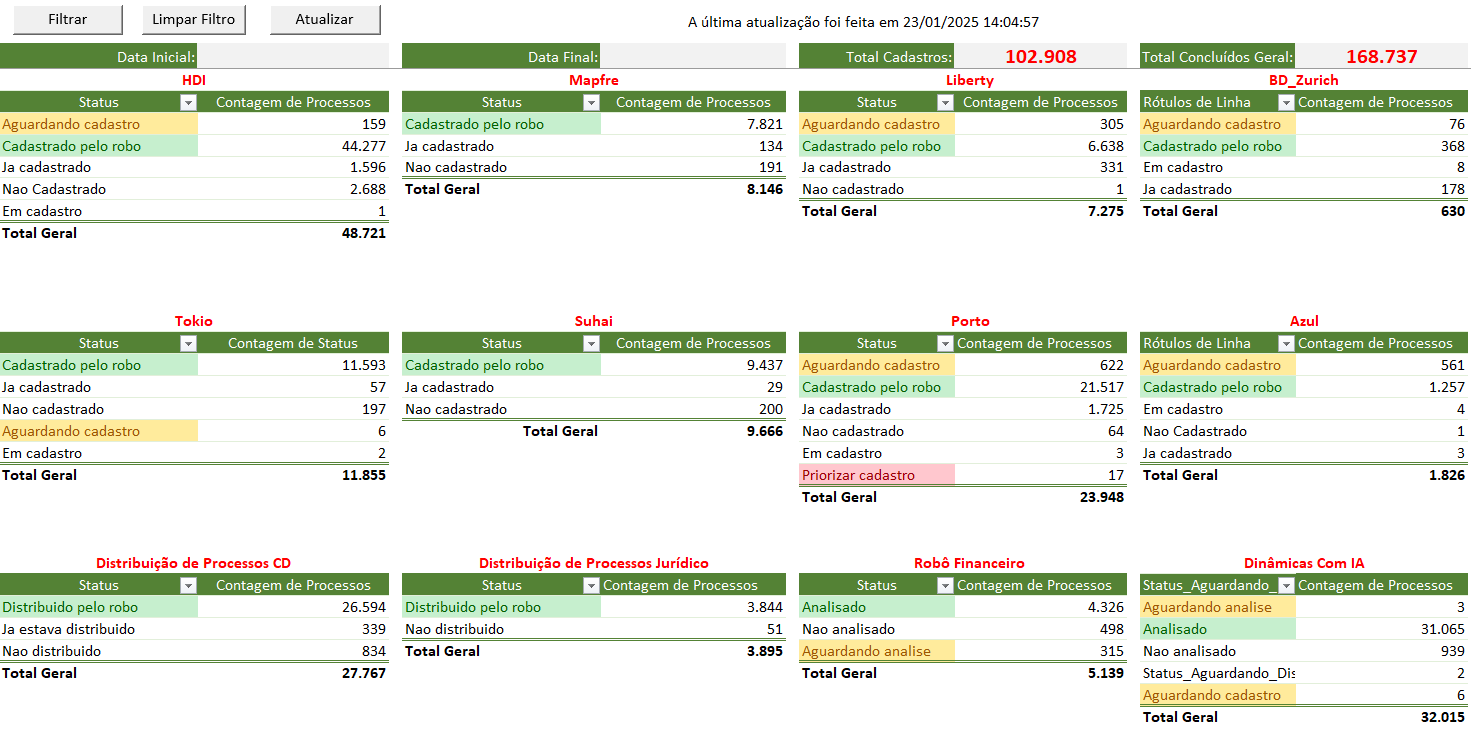 Filtrar Limpar Filtro Atualizar A última atualização foi feita em 23/01/2025 14:04:57
Data Inicial: Data Final: Total Cadastros: 102.908 Total Concluídos Geral: 168.737
HDI
Status Contagem de Processos
Aguardando cadastro 159
Cadastrado pelo robo 44.277
Ja cadastrado 1.596
Nao Cadastrado 2.688
Em cadastro 1
Total Geral 48.721
Mapfre
Status Contagem de Processos
Cadastrado pelo robo 7.821
Ja cadastrado 134
Nao cadastrado 191
Total Geral 8.146
Liberty
Status Contagem de Processos
Aguardando cadastro 305
Cadastrado pelo robo 6.638
Ja cadastrado 331
Nao cadastrado 1
Total Geral 7.275
BD_Zurich
Rótulos de Linha Contagem de Processos
Aguardando cadastro 76
Cadastrado pelo robo 368
Em cadastro 8
Ja cadastrado 178
Total Geral 630
Tokio
Status Contagem de Status
Cadastrado pelo robo 11.593
Ja cadastrado 57
Nao cadastrado 197
Aguardando cadastro 6
Em cadastro 2
Total Geral 11.855
Suhai
Status Contagem de Processos
Cadastrado pelo robo 9.437
Ja cadastrado 29
Nao cadastrado 200
Total Geral 9.666
Porto
Status Contagem de Processos
Aguardando cadastro 622
Cadastrado pelo robo 21.517
Ja cadastrado 1.725
Nao cadastrado 64
Em cadastro 3
Priorizar cadastro 17
Total Geral 23.948
Azul
Rótulos de Linha Contagem de Processos
Aguardando cadastro 561
Cadastrado pelo robo 1.257
Em cadastro 4
Nao Cadastrado 1
Ja cadastrado 3
Total Geral 1.826
Distribuição de Processos CD
Status Contagem de Processos
Distribuido pelo robo 26.594
Ja estava distribuido 339
Nao distribuido 834
Total Geral 27.767
Distribuição de Processos Jurídico
Status Contagem de Processos
Distribuido pelo robo 3.844
Nao distribuido 51
Total Geral 3.895
Robô Financeiro
Status Contagem de Processos
Analisado 4.326
Nao analisado 498
Aguardando analise 315
Total Geral 5.139
Dinâmicas Com IA
Status_Aguardando_ Contagem de Processos
Aguardando analise 3
Analisado 31.065
Nao analisado 939
Status_Aguardando_Dis 2
Aguardando cadastro 6
Total Geral 32.015